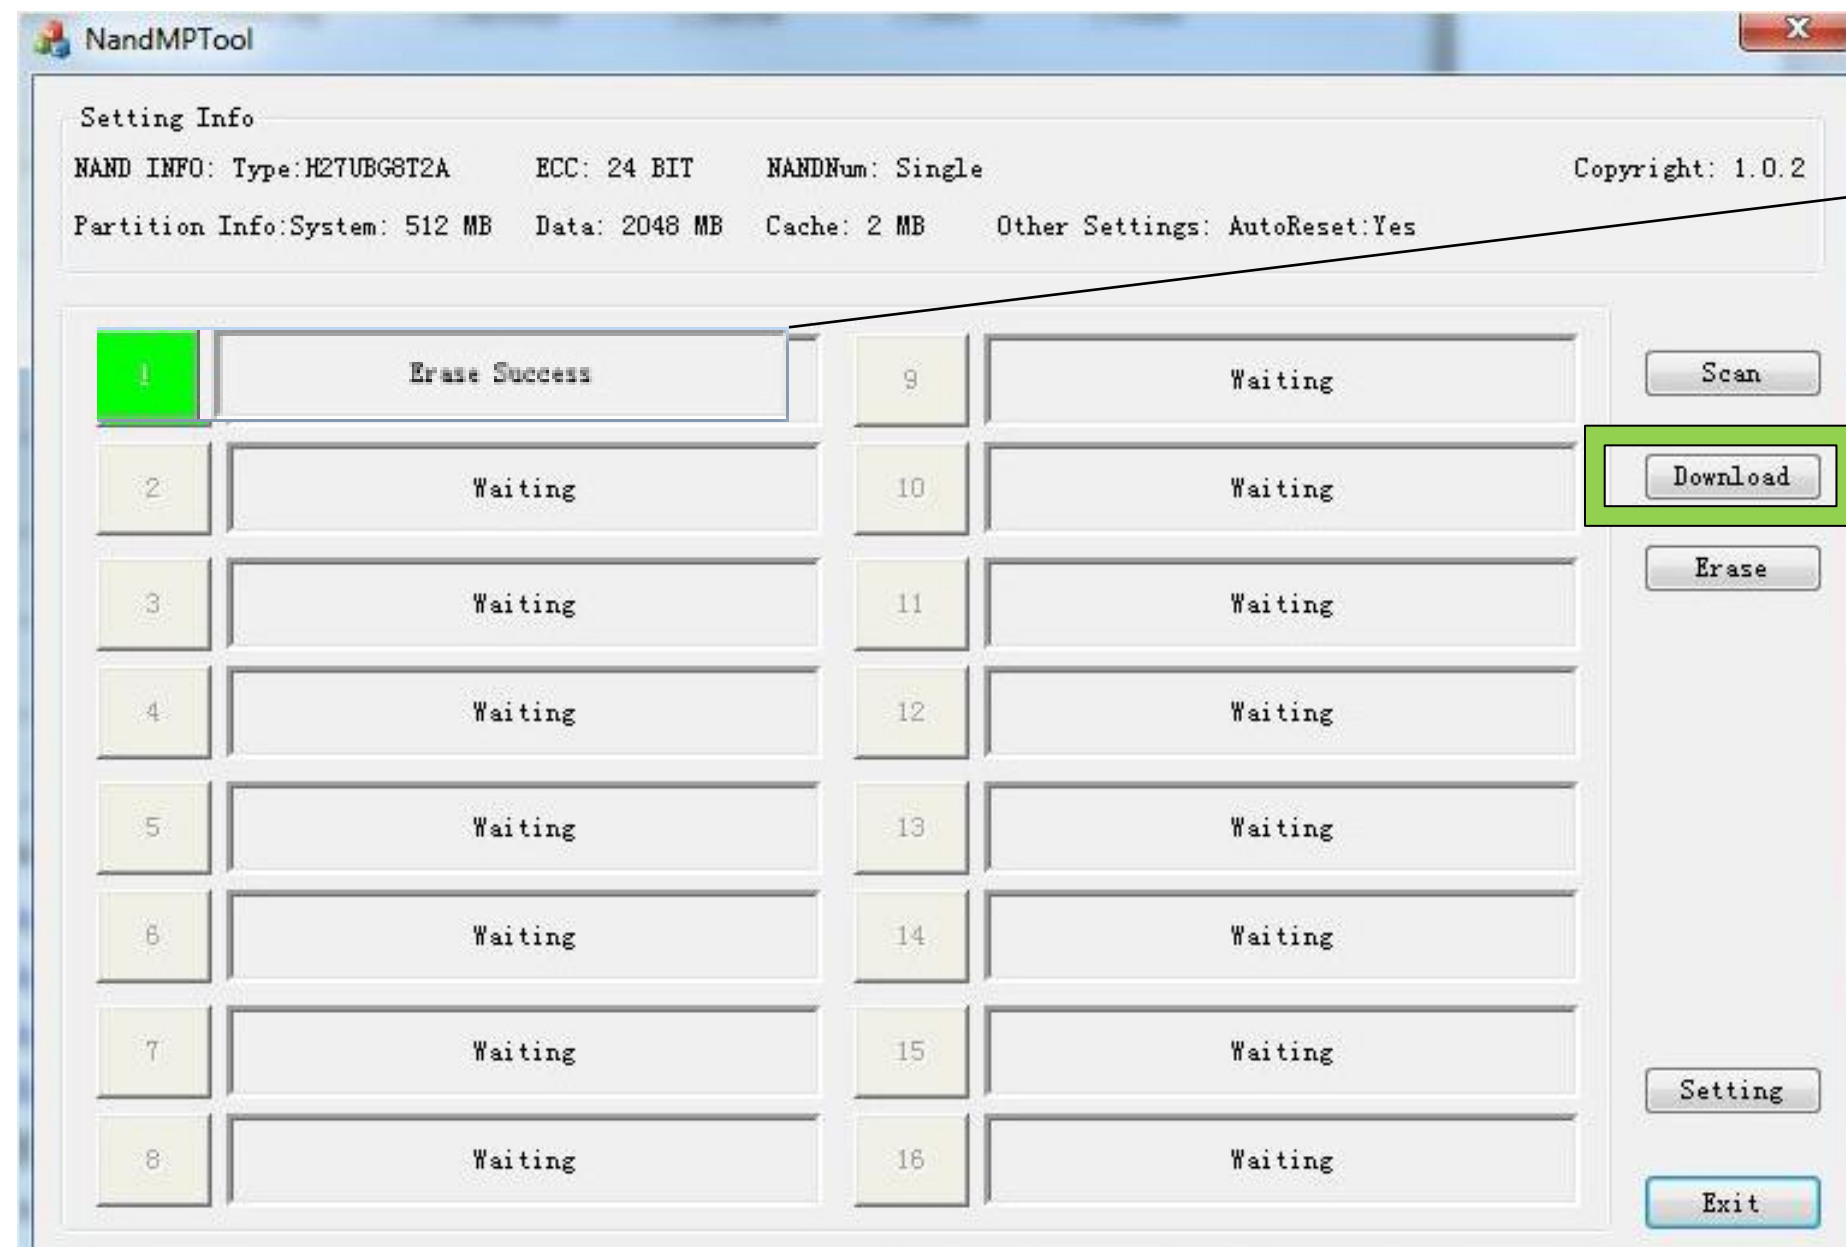 NandMPTool
Setting Info
NAND INFO: Type:H27UBG8T2A ECC: 24 BIT NANDNum: Single Copyright: 1.0.2
Partition Info:System: 512 MB Data: 2048 MB Cache: 2 MB Other Settings: AutoReset:Yes
1 Erase Success 9 Waiting Scan
2 Waiting 10 Waiting Download
3 Waiting 11 Waiting Erase
4 Waiting 12 Waiting
5 Waiting 13 Waiting
6 Waiting 14 Waiting
7 Waiting 15 Waiting Setting
8 Waiting 16 Waiting Exit